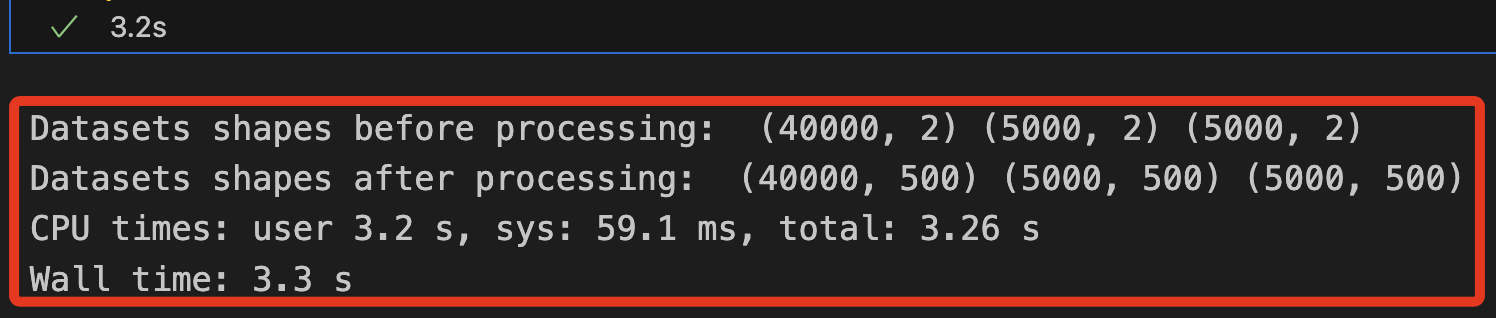 3.2s
Datasets shapes before processing:  (40000, 2) (5000, 2) (5000, 2)
Datasets shapes after processing:  (40000, 500) (5000, 500) (5000, 500)
CPU times: user 3.2 s, sys: 59.1 ms, total: 3.26 s
Wall time: 3.3 s